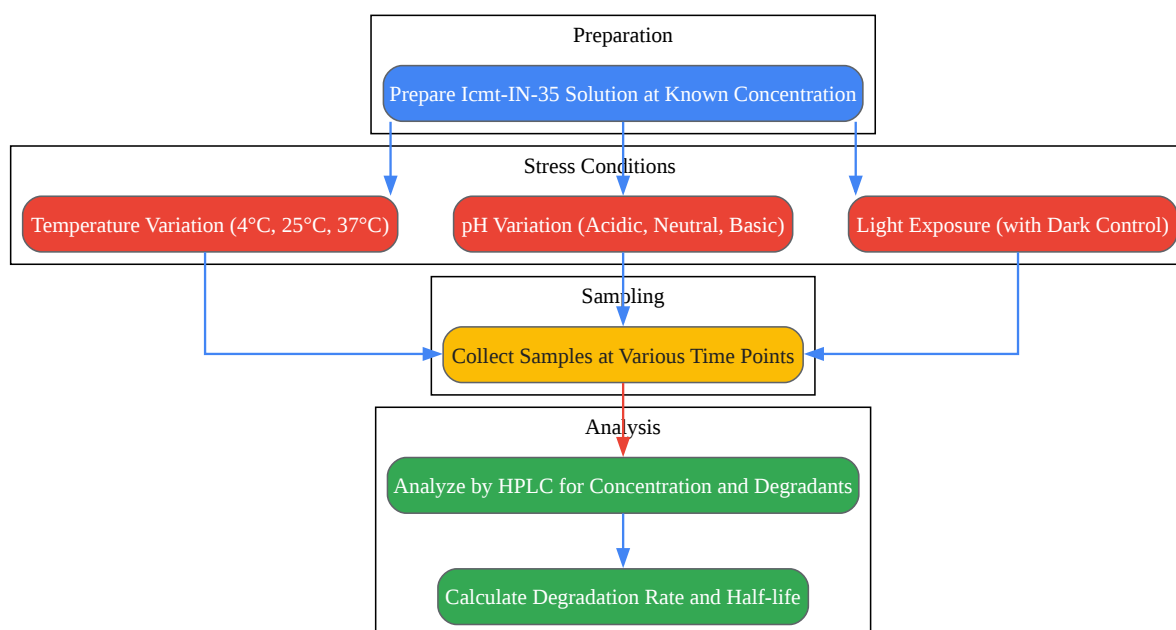 Preparation
Prepare Icmt-IN-35 Solution at Known Concentration
Stress Conditions
Temperature Variation (4°C, 25°C, 37°C)
pH Variation (Acidic, Neutral, Basic)
Light Exposure (with Dark Control)
Sampling
Collect Samples at Various Time Points
Analysis
Analyze by HPLC for Concentration and Degradants
Calculate Degradation Rate and Half-life